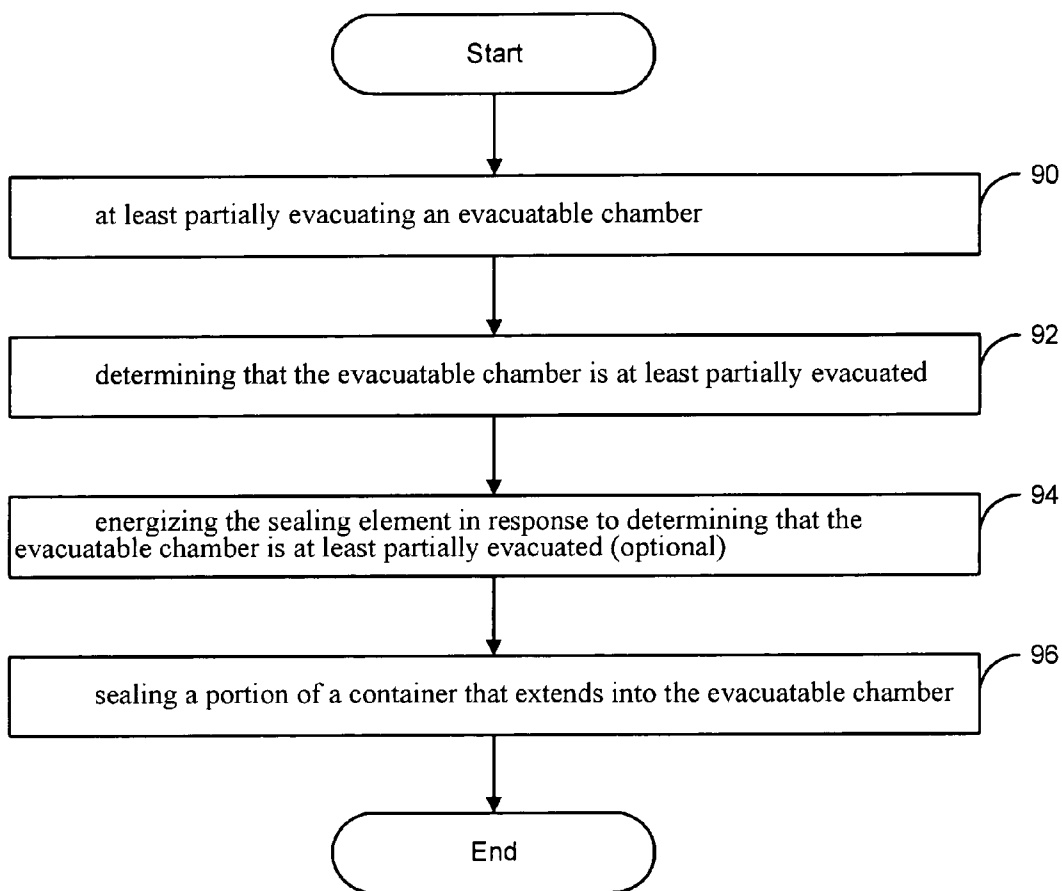 Start
90
at least partially evacuating an evacuatable chamber
92
determining that the evacuatable chamber is at least partially evacuated
94
energizing the sealing element in response to determining that the
evacuatable chamber is at least partially evacuated (optional)
96
sealing a portion of a container that extends into the evacuatable chamber
End